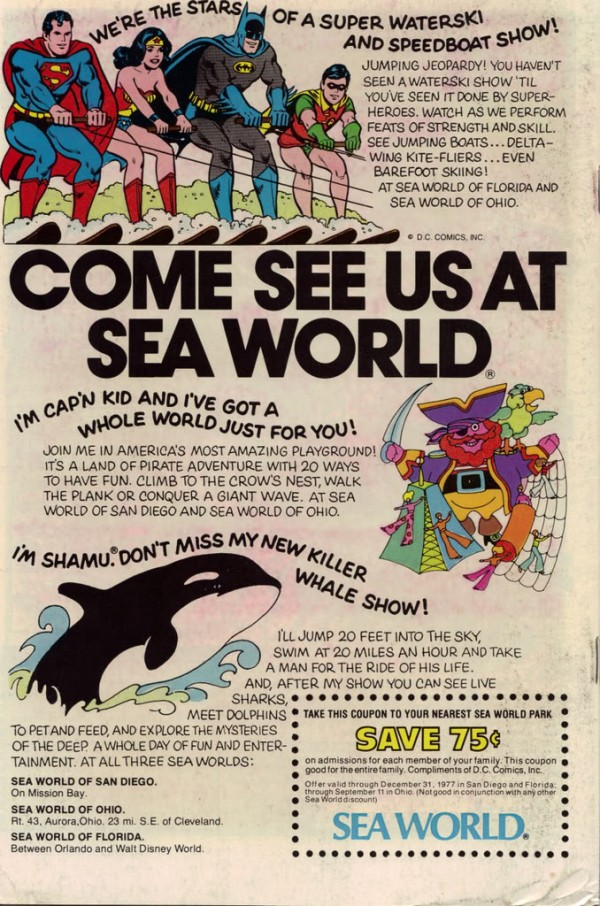 WE'RE THE STARS OF A SUPER WATERSKI
AND SPEEDBOAT SHOW!
JUMPING JEOPARDY! YOU HAVEN'T
SEEN A WATERSKI SHOW 'TIL
YOU'VE SEEN IT DONE BY SUPER-
HEROES. WATCH AS WE PERFORM
FEATS OF STRENGTH AND SKILL.
SEE JUMPING BOATS...DELTA-
WING KITE-FLIERS...EVEN
BAREFOOT SKIING!
AT SEA WORLD OF FLORIDA AND
SEA WORLD OF OHIO.
© D.C. COMICS, INC.
COME SEE US AT
SEA WORLD®
I'M CAP'N KID AND I'VE GOT A
WHOLE WORLD JUST FOR YOU!
JOIN ME IN AMERICA'S MOST AMAZING PLAYGROUND!
IT'S A LAND OF PIRATE ADVENTURE WITH 20 WAYS
TO HAVE FUN. CLIMB TO THE CROW'S NEST, WALK
THE PLANK OR CONQUER A GIANT WAVE. AT SEA
WORLD OF SAN DIEGO AND SEA WORLD OF OHIO.
I'M SHAMU.® DON'T MISS MY NEW KILLER
WHALE SHOW!
I'LL JUMP 20 FEET INTO THE SKY,
SWIM AT 20 MILES AN HOUR AND TAKE
A MAN FOR THE RIDE OF HIS LIFE.
AND, AFTER MY SHOW YOU CAN SEE LIVE
SHARKS,
MEET DOLPHINS
TO PET AND FEED, AND EXPLORE THE MYSTERIES
OF THE DEEP. A WHOLE DAY OF FUN AND ENTER-
TAINMENT. AT ALL THREE SEA WORLDS:
SEA WORLD OF SAN DIEGO.
On Mission Bay.
SEA WORLD OF OHIO.
Rt. 43, Aurora, Ohio. 23 mi. S.E. of Cleveland.
SEA WORLD OF FLORIDA.
Between Orlando and Walt Disney World.
TAKE THIS COUPON TO YOUR NEAREST SEA WORLD PARK
SAVE 75¢
on admissions for each member of your family. This coupon
good for the entire family. Compliments of D.C. Comics, Inc.
Offer valid through December 31, 1977 in San Diego and Florida;
through September 11 in Ohio. (Not good in conjunction with any other
Sea World discount)
SEA WORLD®